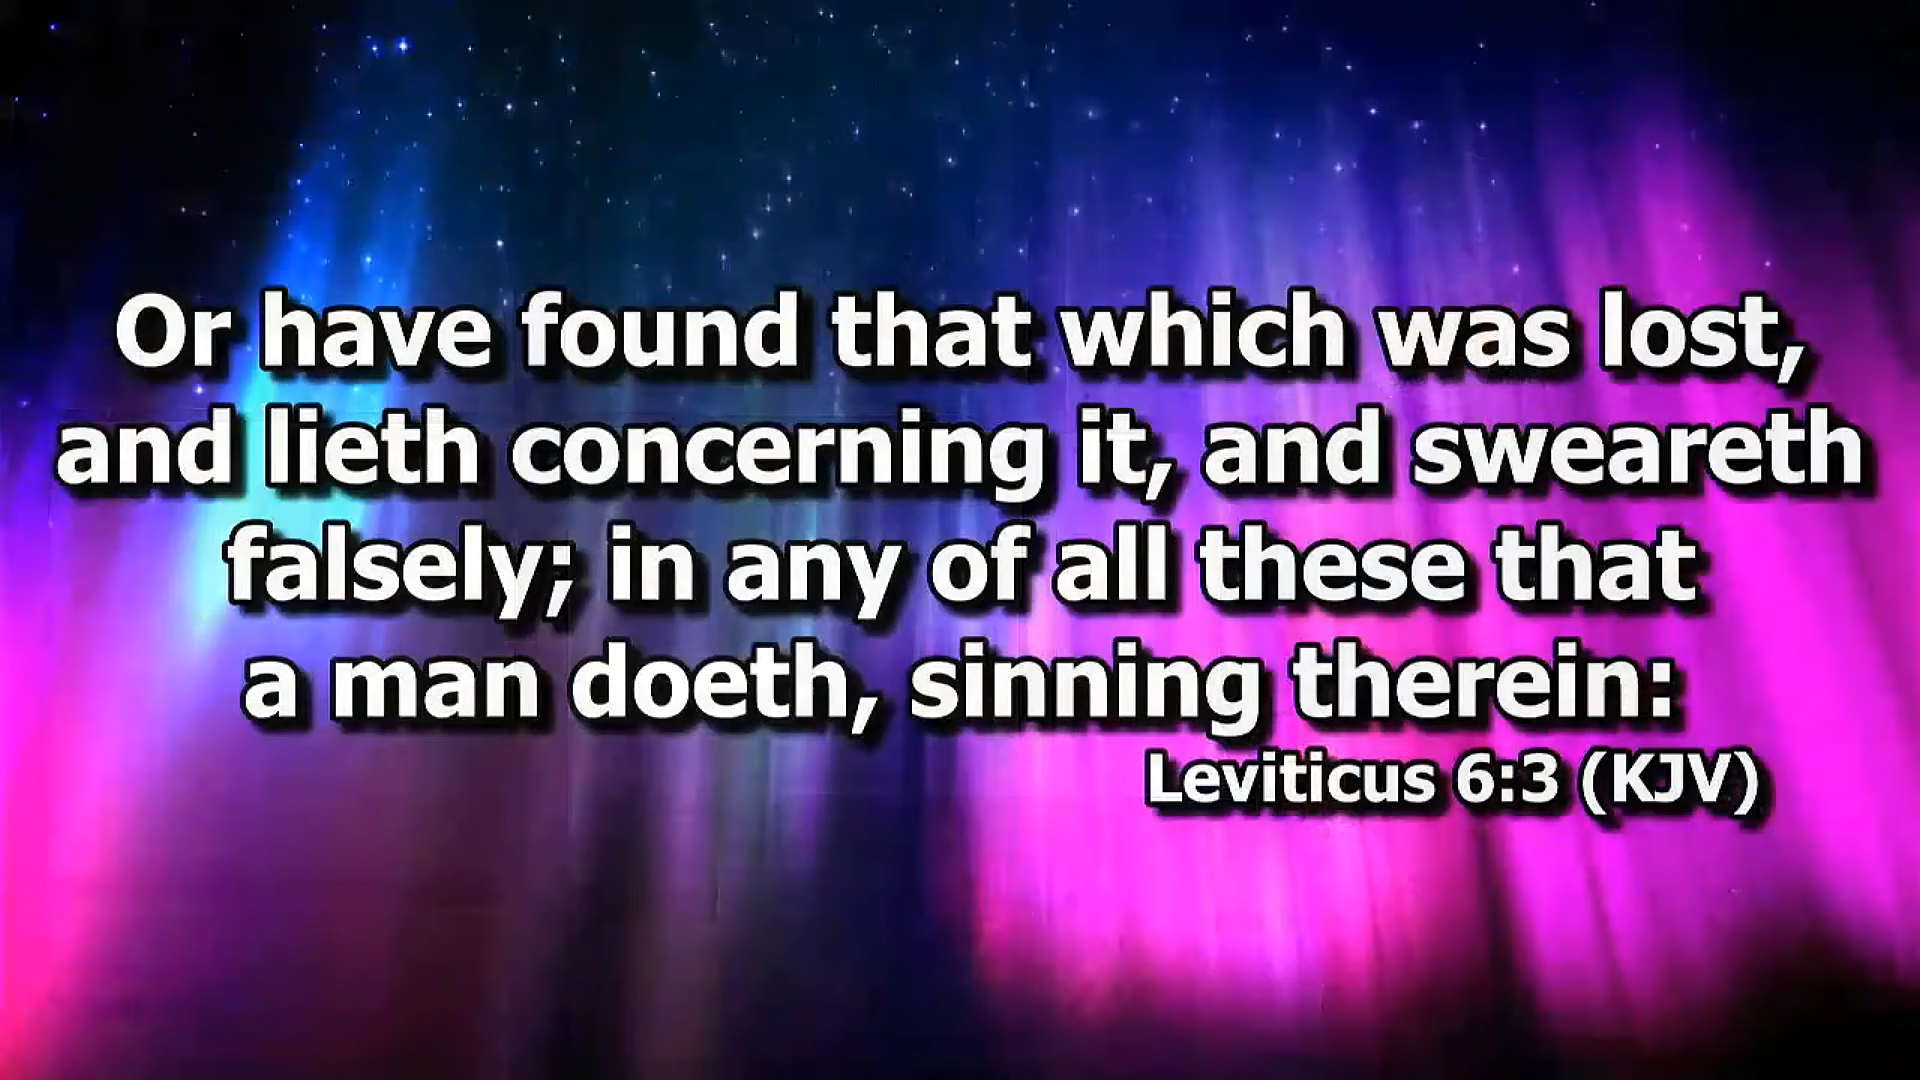 Or have found that which was lost,
and lieth concerning it, and sweareth
falsely; in any of all these that
a man doeth, sinning therein:
Leviticus 6:3 (KJV)